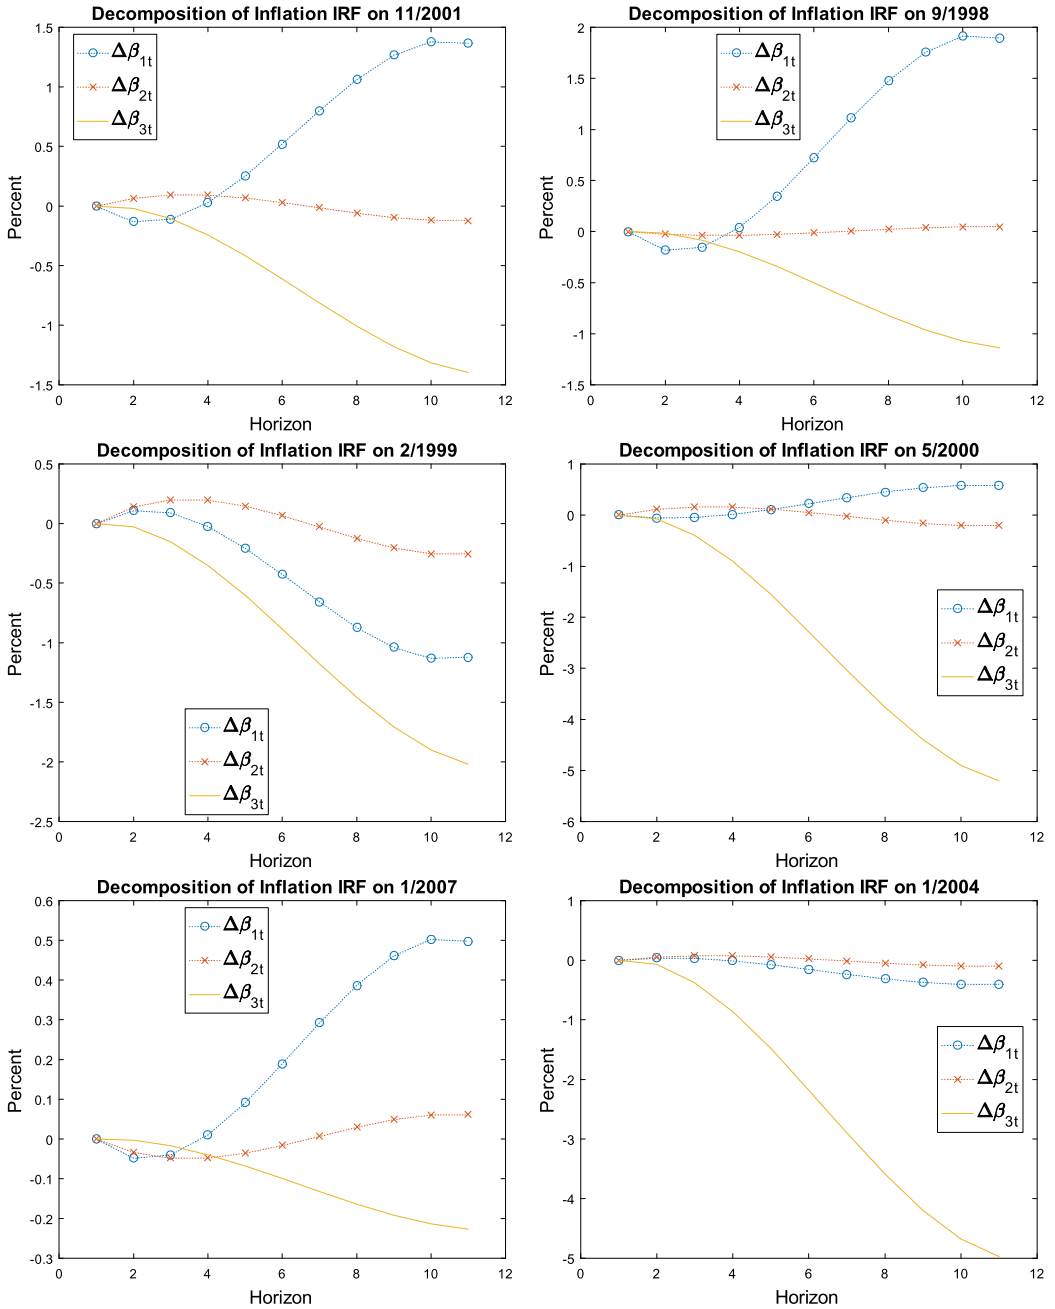 Decomposition of Inflation IRF on 11/2001
1.5
1
0.5
0
-0.5
-1
-1.5
Percent
0 2 4 6 8 10 12
Horizon
Δβ1t
Δβ2t
Δβ3t
Decomposition of Inflation IRF on 9/1998
2
1.5
1
0.5
0
-0.5
-1
-1.5
Percent
0 2 4 6 8 10 12
Horizon
Δβ1t
Δβ2t
Δβ3t
Decomposition of Inflation IRF on 2/1999
0.5
0
-0.5
-1
-1.5
-2
-2.5
Percent
0 2 4 6 8 10 12
Horizon
Δβ1t
Δβ2t
Δβ3t
Decomposition of Inflation IRF on 5/2000
1
0
-1
-2
-3
-4
-5
-6
Percent
0 2 4 6 8 10 12
Horizon
Δβ1t
Δβ2t
Δβ3t
Decomposition of Inflation IRF on 1/2007
0.6
0.5
0.4
0.3
0.2
0.1
0
-0.1
-0.2
-0.3
Percent
0 2 4 6 8 10 12
Horizon
Δβ1t
Δβ2t
Δβ3t
Decomposition of Inflation IRF on 1/2004
1
0
-1
-2
-3
-4
-5
Percent
0 2 4 6 8 10 12
Horizon
Δβ1t
Δβ2t
Δβ3t